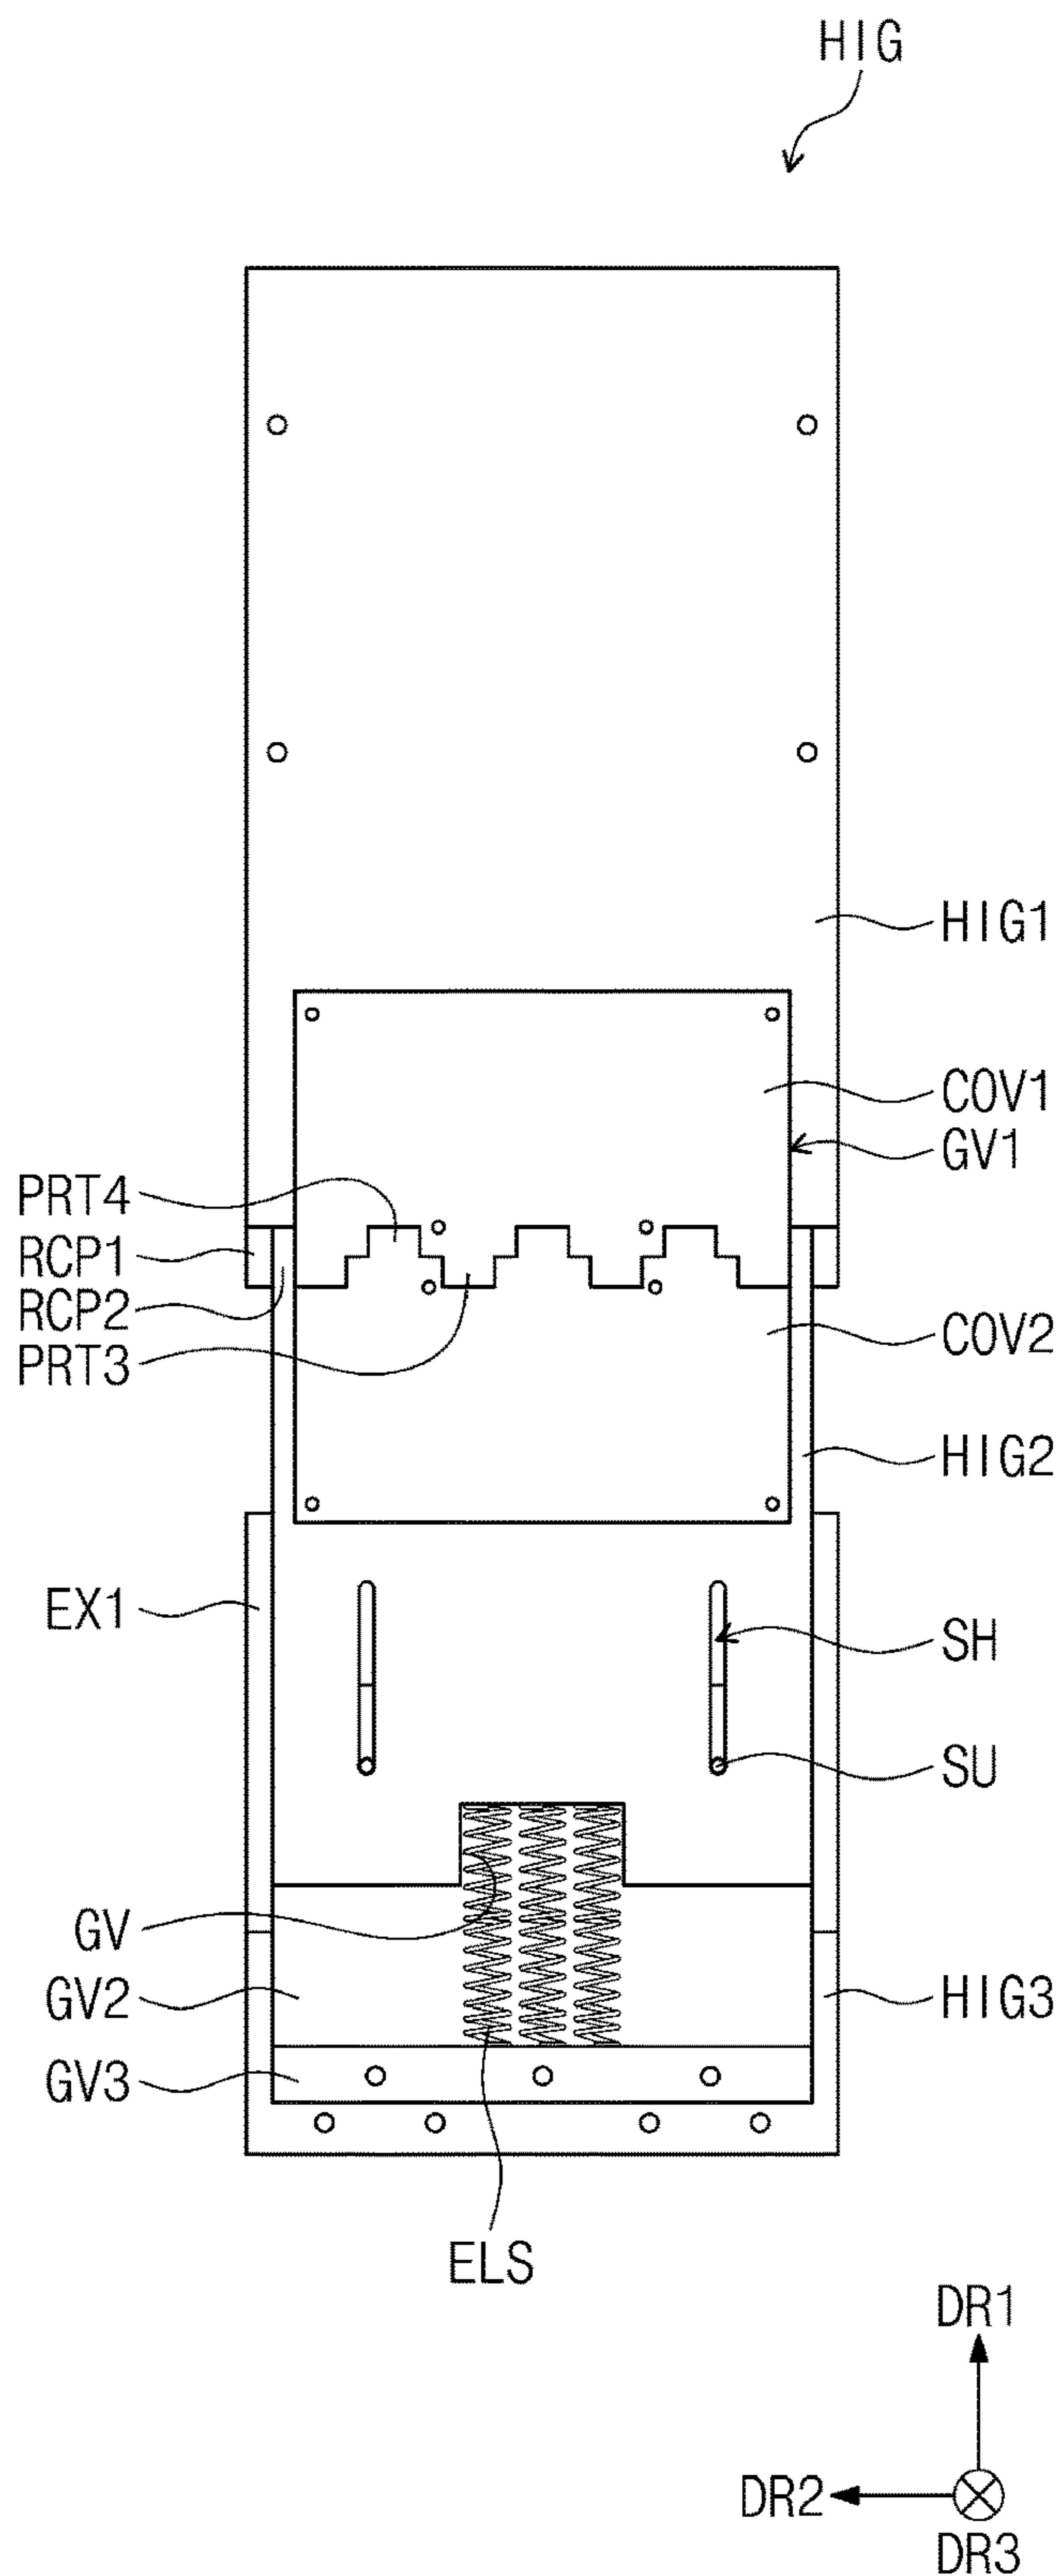 HIG
HIG1
COV1
GV1
PRT4
RCP1
RCP2
COV2
PRT3
HIG2
EX1
SH
SU
GV
GV2
HIG3
GV3
ELS
DR1
DR2
DR3